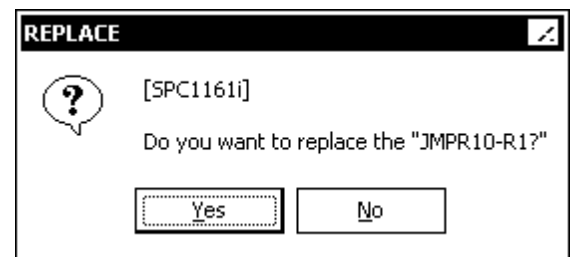 REPLACE
[SPC1161i]
Do you want to replace the "JMPR10-R1?"
Yes No